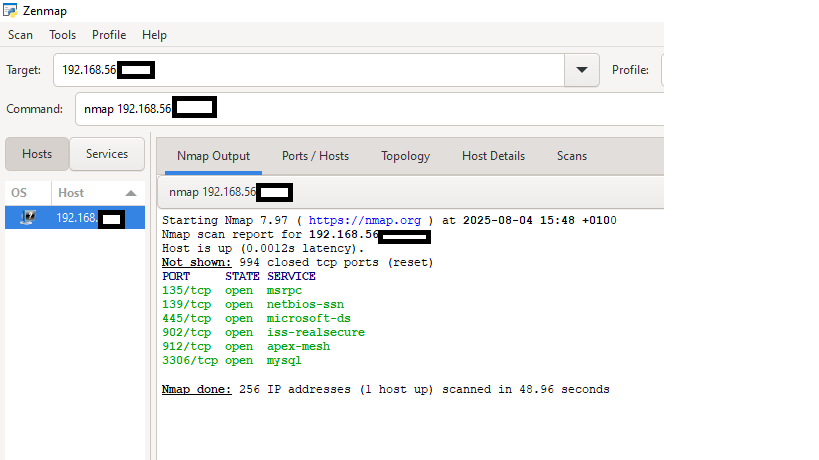 Zenmap
Scan Tools Profile Help
Target: 192.168.56 Profile:
Command: nmap 192.168.56
Hosts Services
Nmap Output Ports / Hosts Topology Host Details Scans
OS Host
192.168.
nmap 192.168.56
Starting Nmap 7.97 ( https://nmap.org ) at 2025-08-04 15:48 +0100
Nmap scan report for 192.168.56
Host is up (0.0012s latency).
Not shown: 994 closed tcp ports (reset)
PORT STATE SERVICE
135/tcp open msrpc
139/tcp open netbios-ssn
445/tcp open microsoft-ds
902/tcp open iss-realsecure
912/tcp open apex-mesh
3306/tcp open mysql
Nmap done: 256 IP addresses (1 host up) scanned in 48.96 seconds